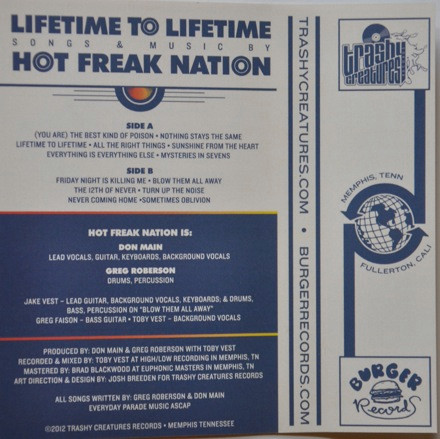 LIFETIME TO LIFETIME
SONGS & MUSIC BY
HOT FREAK NATION
SIDE A
(YOU ARE) THE BEST KIND OF POISON • NOTHING STAYS THE SAME
LIFETIME TO LIFETIME • ALL THE RIGHT THINGS • SUNSHINE FROM THE HEART
EVERYTHING IS EVERYTHING ELSE • MYSTERIES IN SEVENS
SIDE B
FRIDAY NIGHT IS KILLING ME • BLOW THEM ALL AWAY
THE 12TH OF NEVER • TURN UP THE NOISE
NEVER COMING HOME • SOMETIMES OBLIVION
HOT FREAK NATION IS:
DON MAIN
LEAD VOCALS, GUITAR, KEYBOARDS, BACKGROUND VOCALS
GREG ROBERSON
DRUMS, PERCUSSION
JAKE VEST – LEAD GUITAR, BACKGROUND VOCALS, KEYBOARDS; & DRUMS,
BASS, PERCUSSION ON "BLOW THEM ALL AWAY"
GREG FAISON – BASS GUITAR • TOBY VEST – BACKGROUND VOCALS
PRODUCED BY: DON MAIN & GREG ROBERSON WITH TOBY VEST
RECORDED & MIXED BY: TOBY VEST AT HIGH/LOW RECORDING IN MEMPHIS, TN
MASTERED BY: BRAD BLACKWOOD AT EUPHONIC MASTERS IN MEMPHIS, TN
ART DIRECTION & DESIGN BY: JOSH BREEDEN FOR TRASHY CREATURES RECORDS
ALL SONGS WRITTEN BY: GREG ROBERSON & DON MAIN
EVERYDAY PARADE MUSIC ASCAP
©2012 TRASHY CREATURES RECORDS • MEMPHIS TENNESSEE
TRASHYCREATURES.COM • BURGERRECORDS.COM
trashy
creatures
MEMPHIS, TENN
FULLERTON, CALI
BURGER
Records